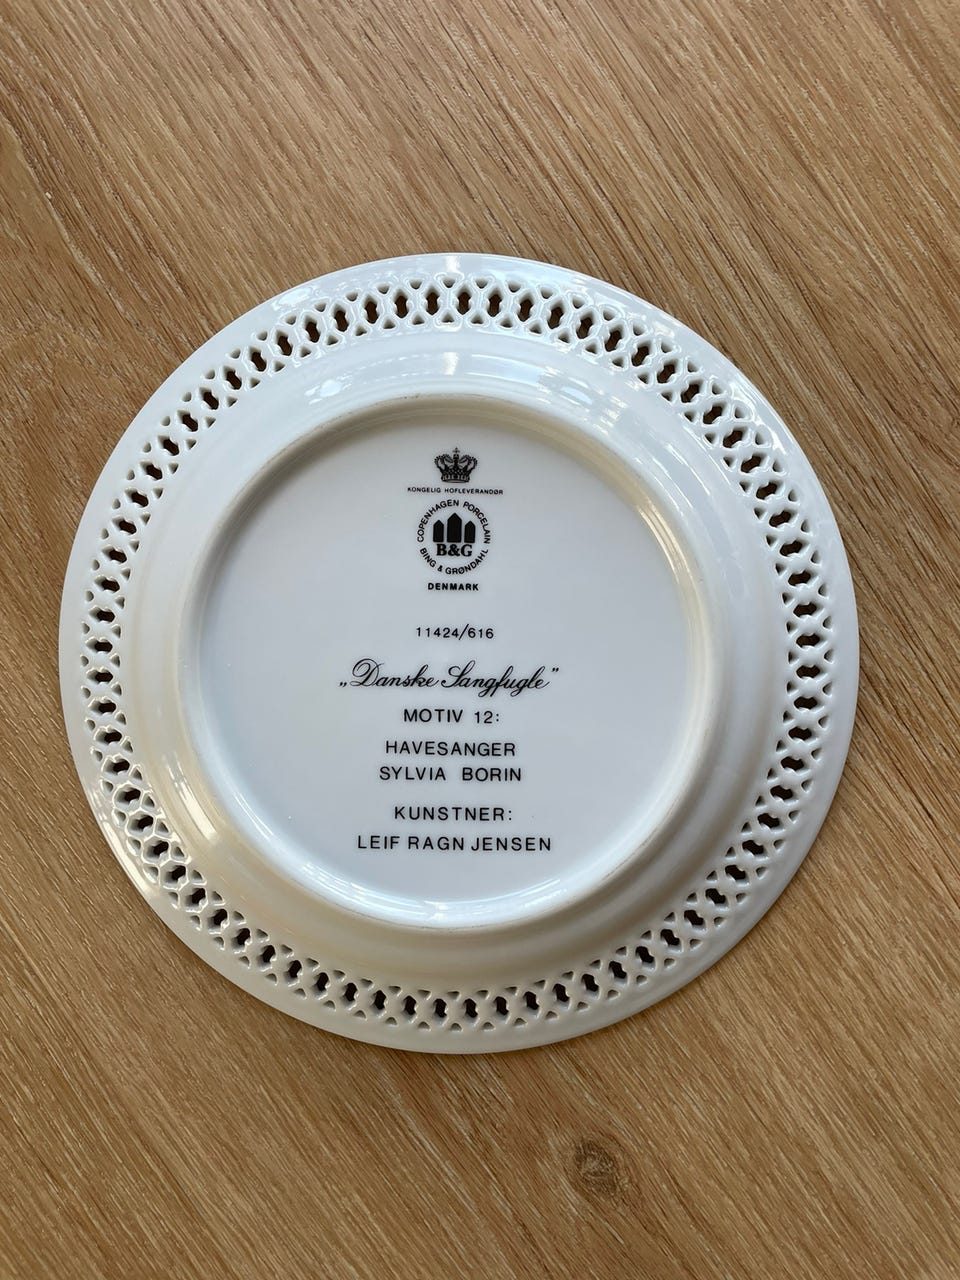 KONGELIG HOFLEVERANDØR
COPENHAGEN PORCELAIN
B&G
BING & GRØNDAHL
DENMARK
11424/616
„Danske Sangfugle”
MOTIV 12:
HAVESANGER
SYLVIA BORIN
KUNSTNER:
LEIF RAGN JENSEN